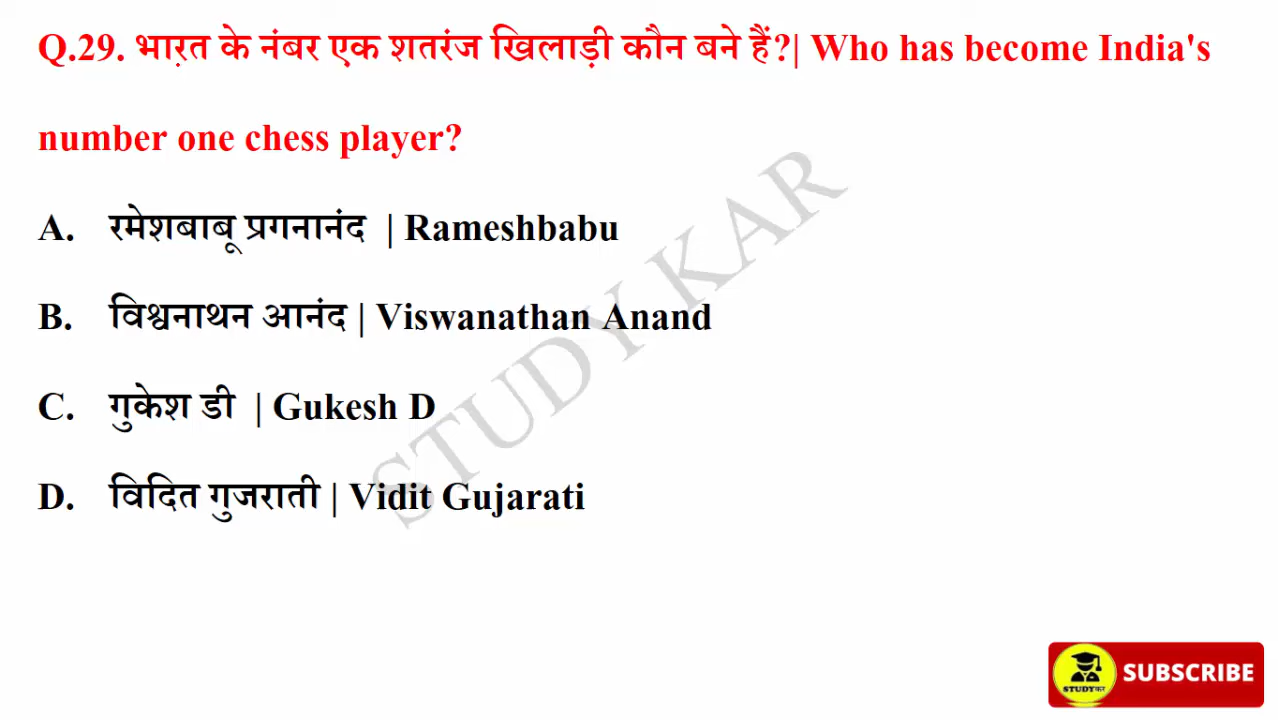 Q.29. भारत के नंबर एक शतरंज खिलाड़ी कौन बने हैं?| Who has become India's
number one chess player?
A. रमेशबाबू प्रगनानंद | Rameshbabu
B. विश्वनाथन आनंद | Viswanathan Anand
C. गुकेश डी | Gukesh D
D. विदित गुजराती | Vidit Gujarati
STUDY KAR
STUDYकर SUBSCRIBE